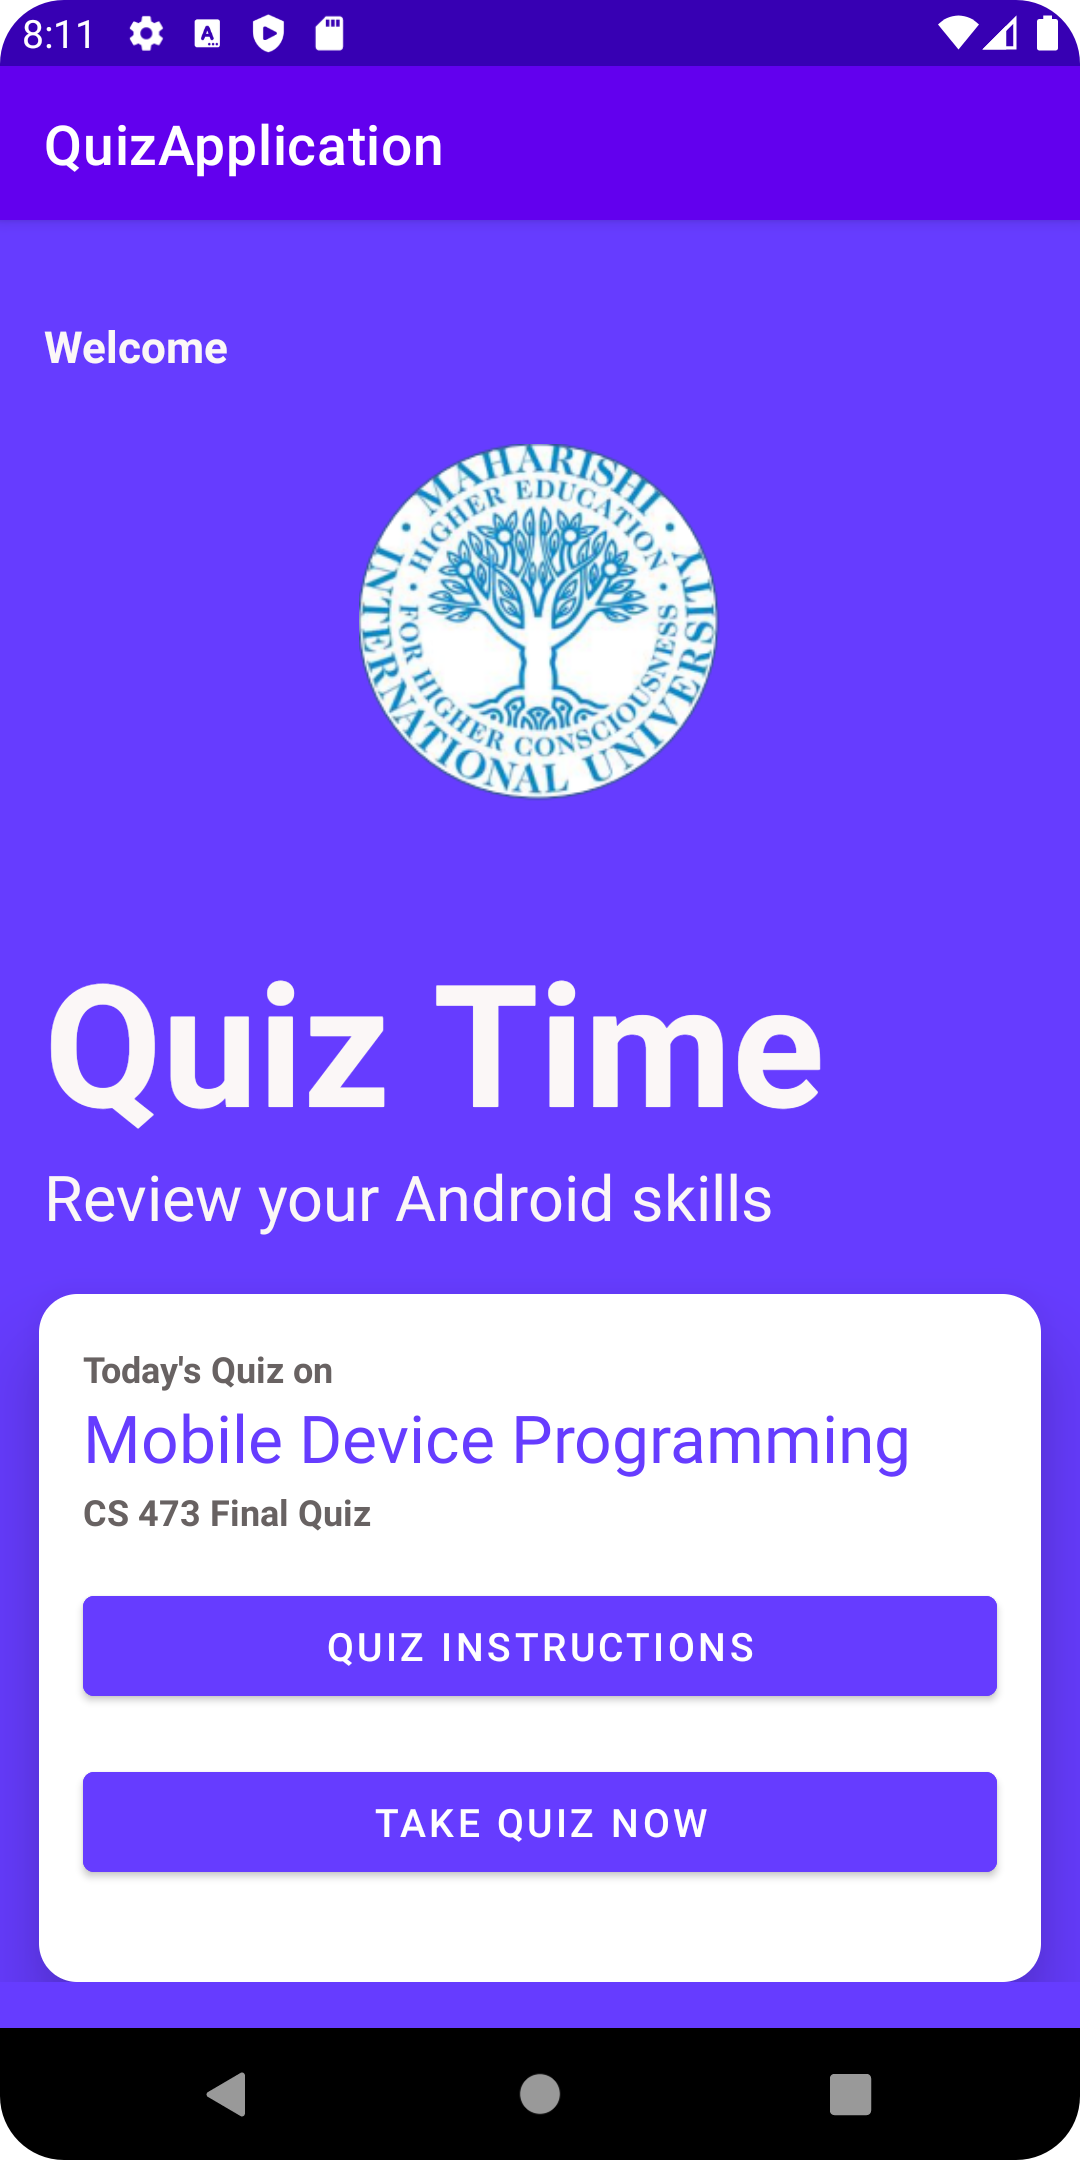 8:11
QuizApplication
Welcome
MAHARISHI INTERNATIONAL UNIVERSITY
HIGHER EDUCATION
FOR HIGHER CONSCIOUSNESS
Quiz Time
Review your Android skills
Today's Quiz on
Mobile Device Programming
CS 473 Final Quiz
QUIZ INSTRUCTIONS
TAKE QUIZ NOW